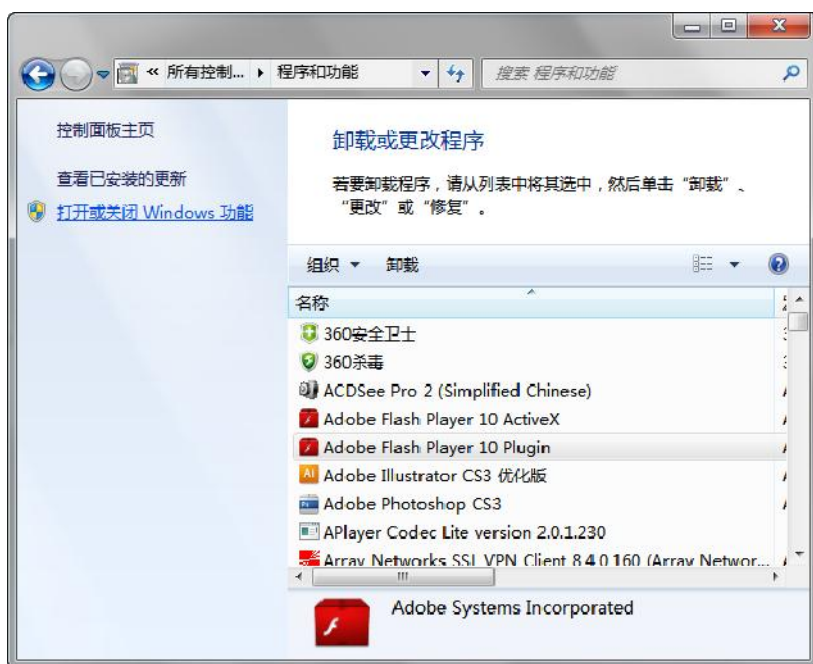 « 所有控制... ▸ 程序和功能
搜索 程序和功能
控制面板主页
查看已安装的更新
打开或关闭 Windows 功能
卸载或更改程序
若要卸载程序，请从列表中将其选中，然后单击“卸载”、
“更改”或“修复”。
组织 卸载
名称
360安全卫士
360杀毒
ACDSee Pro 2 (Simplified Chinese)
Adobe Flash Player 10 ActiveX
Adobe Flash Player 10 Plugin
Adobe Illustrator CS3 优化版
Adobe Photoshop CS3
APlayer Codec Lite version 2.0.1.230
Array Networks SSL VPN Client 8.4.0.160 (Array Networ...
Adobe Systems Incorporated